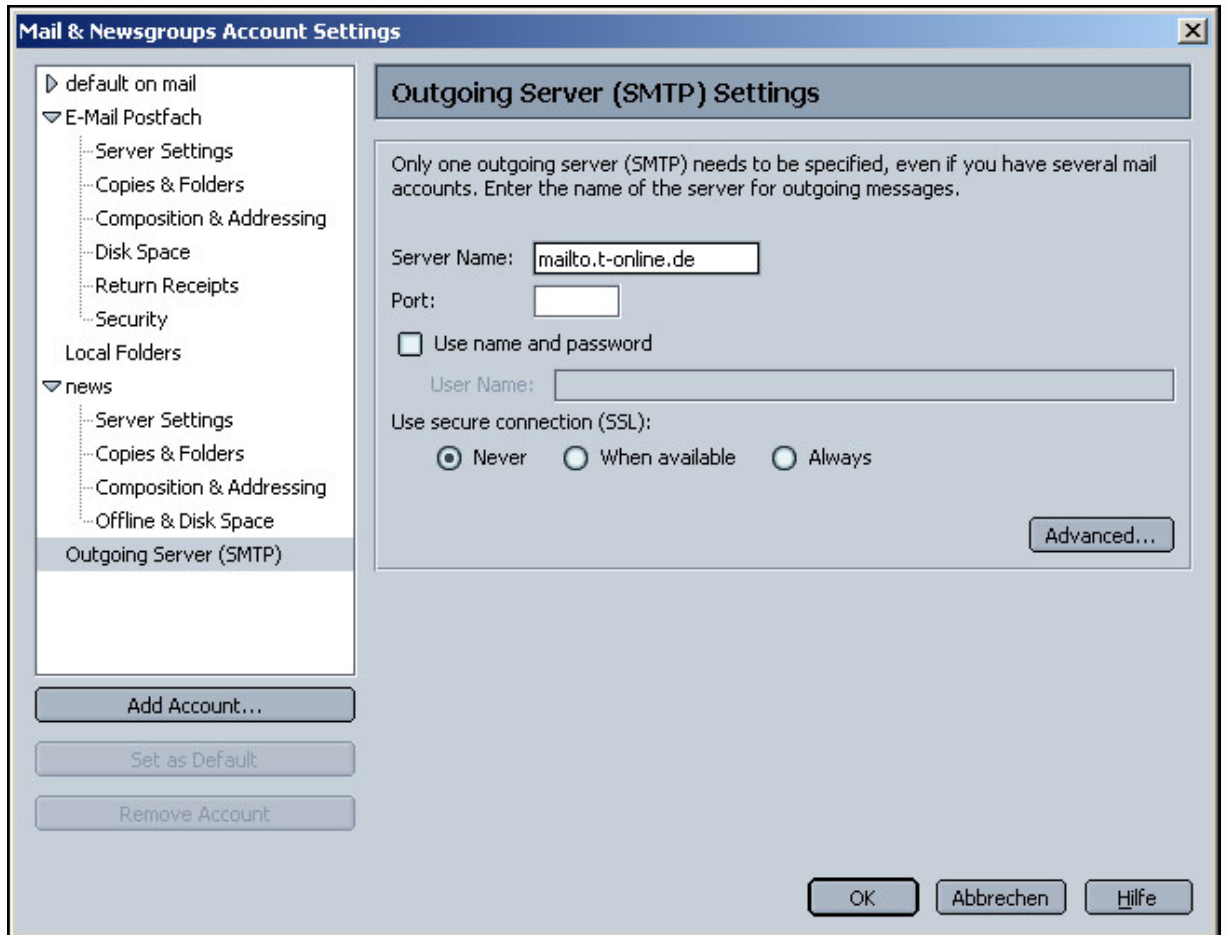 Mail & Newsgroups Account Settings
default on mail
E-Mail Postfach
Server Settings
Copies & Folders
Composition & Addressing
Disk Space
Return Receipts
Security
Local Folders
news
Server Settings
Copies & Folders
Composition & Addressing
Offline & Disk Space
Outgoing Server (SMTP)
Add Account...
Set as Default
Remove Account
Outgoing Server (SMTP) Settings
Only one outgoing server (SMTP) needs to be specified, even if you have several mail
accounts. Enter the name of the server for outgoing messages.
Server Name: mailto.t-online.de
Port:
Use name and password
User Name:
Use secure connection (SSL):
Never When available Always
Advanced...
OK Abbrechen Hilfe